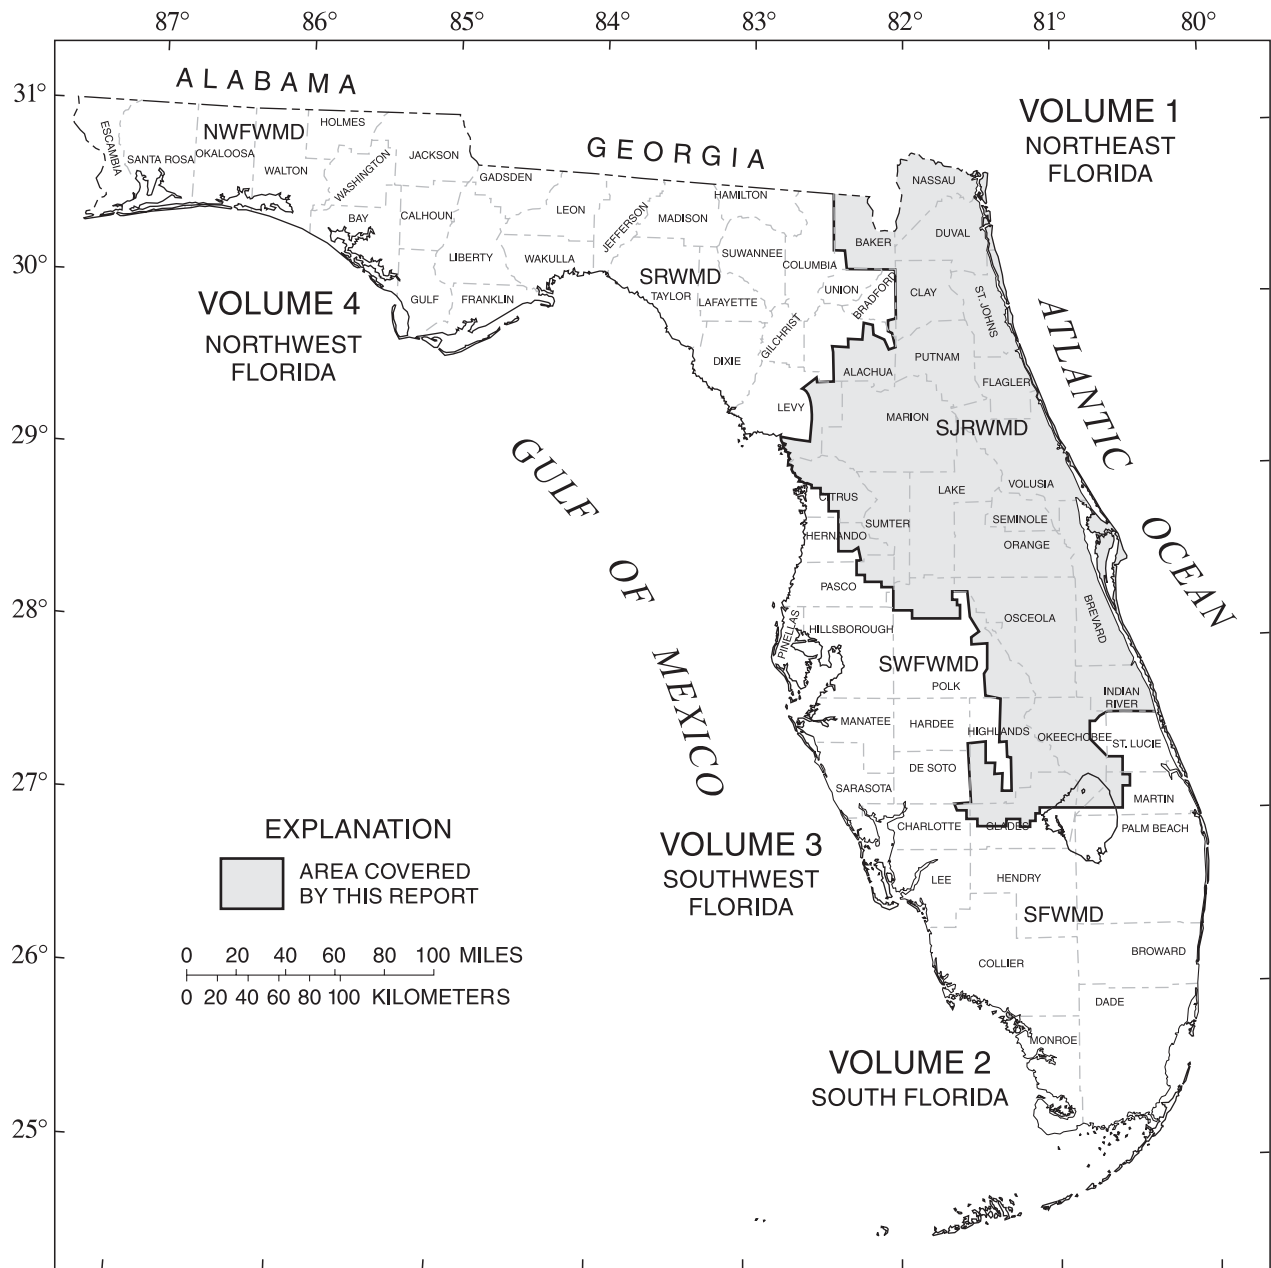 87° 86° 85° 84° 83° 82° 81° 80°
31°
30°
29°
28°
27°
26°
25°
ALABAMA
GEORGIA
VOLUME 1
NORTHEAST
FLORIDA
NWFWMD
ESCAMBIA
SANTA ROSA
OKALOOSA
WALTON
HOLMES
WASHINGTON
JACKSON
BAY
CALHOUN
GULF
LIBERTY
GADSDEN
FRANKLIN
LEON
WAKULLA
JEFFERSON
MADISON
HAMILTON
SUWANNEE
COLUMBIA
SRWMD
TAYLOR
LAFAYETTE
DIXIE
GILCHRIST
UNION
BRADFORD
LEVY
VOLUME 4
NORTHWEST
FLORIDA
NASSAU
BAKER
DUVAL
CLAY
ST. JOHNS
PUTNAM
ALACHUA
FLAGLER
MARION
SJRWMD
LAKE
VOLUSIA
CITRUS
SUMTER
SEMINOLE
HERNANDO
ORANGE
PASCO
OSCEOLA
BREVARD
PINELLAS
HILLSBOROUGH
SWFWMD
POLK
INDIAN
RIVER
MANATEE
HARDEE
HIGHLANDS
OKEECHOBEE
ST. LUCIE
DE SOTO
SARASOTA
MARTIN
CHARLOTTE
GLADES
PALM BEACH
LEE
HENDRY
SFWMD
COLLIER
BROWARD
DADE
MONROE
ATLANTIC
OCEAN
GULF
OF
MEXICO
VOLUME 3
SOUTHWEST
FLORIDA
VOLUME 2
SOUTH FLORIDA
EXPLANATION
AREA COVERED
BY THIS REPORT
0 20 40 60 80 100 MILES
0 20 40 60 80 100 KILOMETERS